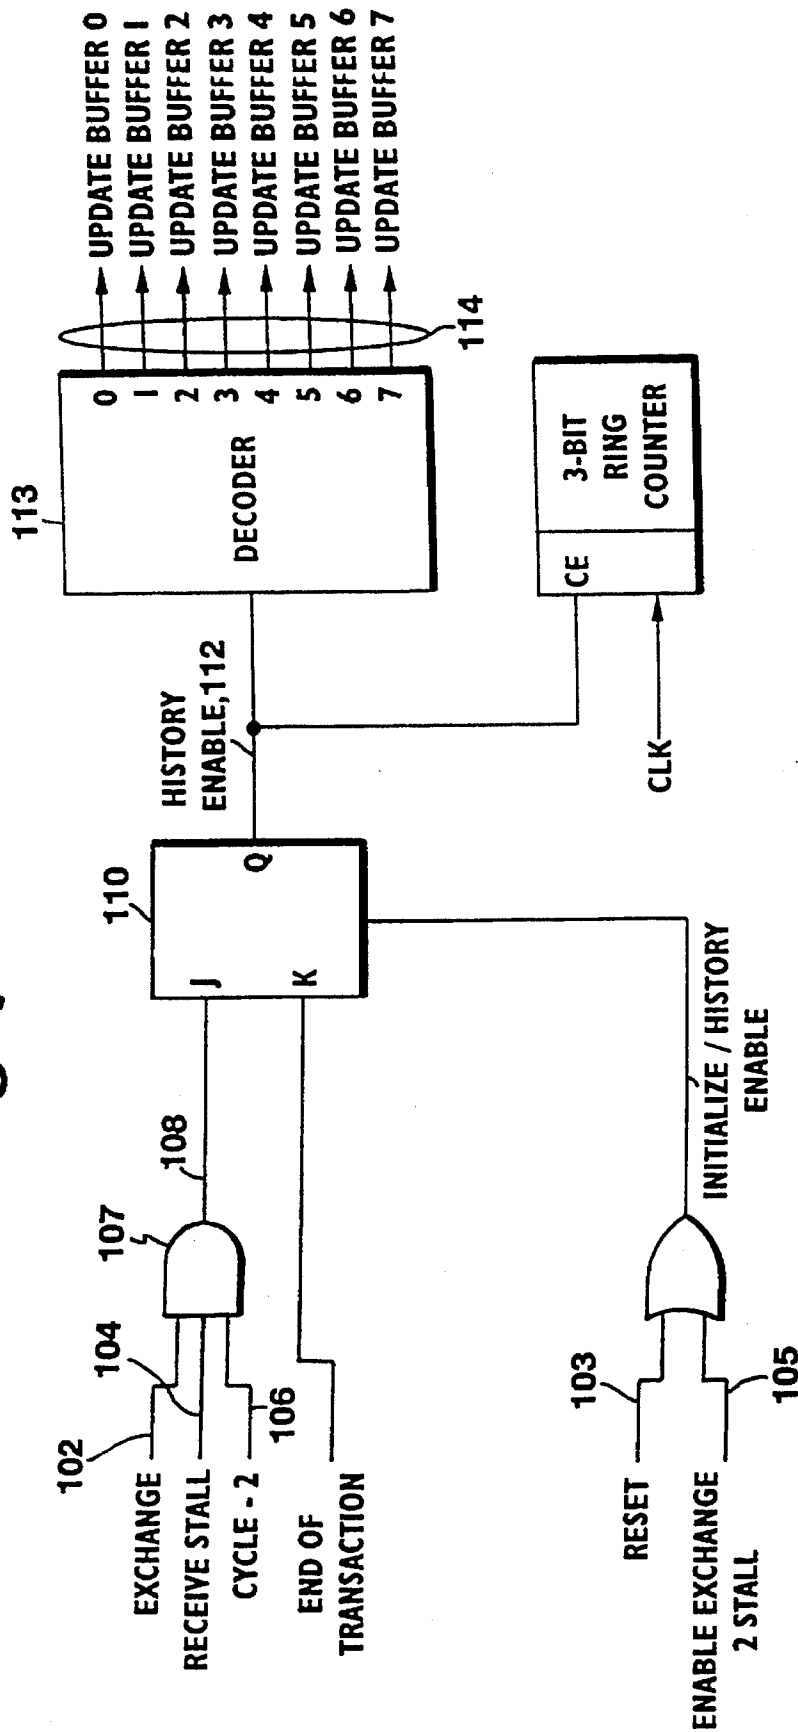 EXCHANGE
102
RECEIVE STALL
104
CYCLE - 2
106
107
108
END OF
TRANSACTION
J
K
Q
110
HISTORY
ENABLE,112
113
DECODER
0
1
2
3
4
5
6
7
UPDATE BUFFER 0
UPDATE BUFFER 1
UPDATE BUFFER 2
UPDATE BUFFER 3
UPDATE BUFFER 4
UPDATE BUFFER 5
UPDATE BUFFER 6
UPDATE BUFFER 7
114
RESET
103
ENABLE EXCHANGE
2 STALL
105
INITIALIZE / HISTORY
ENABLE
CLK
CE
3-BIT
RING
COUNTER